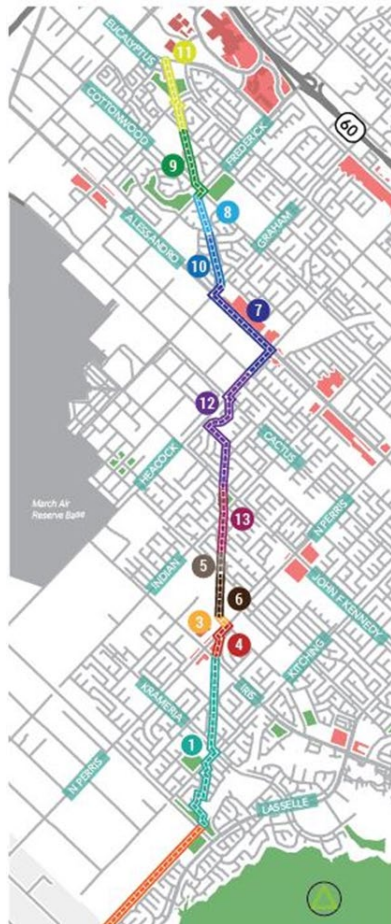 EUCALYPTUS
11
COTTONWOOD
60
FREDERICK
9
8
ALESSANDRO
GRAHAM
10
7
12
CACTUS
HEACOCK
March Air
Reserve Base
13
N PERRIS
INDIAN
5
JOHN F KENNEDY
6
3
4
KITCHING
KRAMERIA
IRIS
1
N PERRIS
LASSELLE